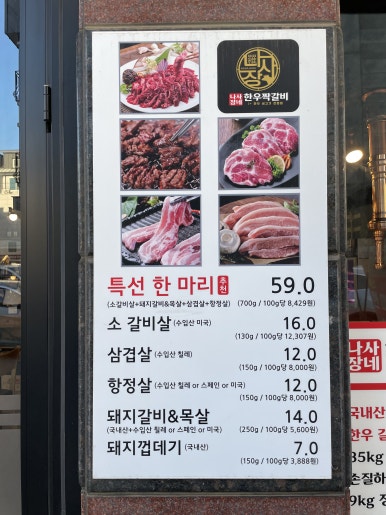 나사장네 한우짝갈비
특선 한 마리 추천 59.0
(소갈비살+돼지갈비&목살+삼겹살+항정살) (700g / 100g당 8,429원)
소 갈비살 (수입산 미국) 16.0
(130g / 100g당 12,307원)
삼겹살 (수입산 칠레) 12.0
(150g / 100g당 8,000원)
항정살 (수입산 칠레 or 스페인 or 미국) 12.0
(150g / 100g당 8,000원)
돼지갈비&목살 14.0
(국내산+수입산 칠레 or 스페인 or 미국) (250g / 100g당 5,600원)
돼지껍데기 (국내산) 7.0
(150g / 100g당 3,888원)
나사
장네
국내산
한우 갈
35kg
손질하
9kg 정